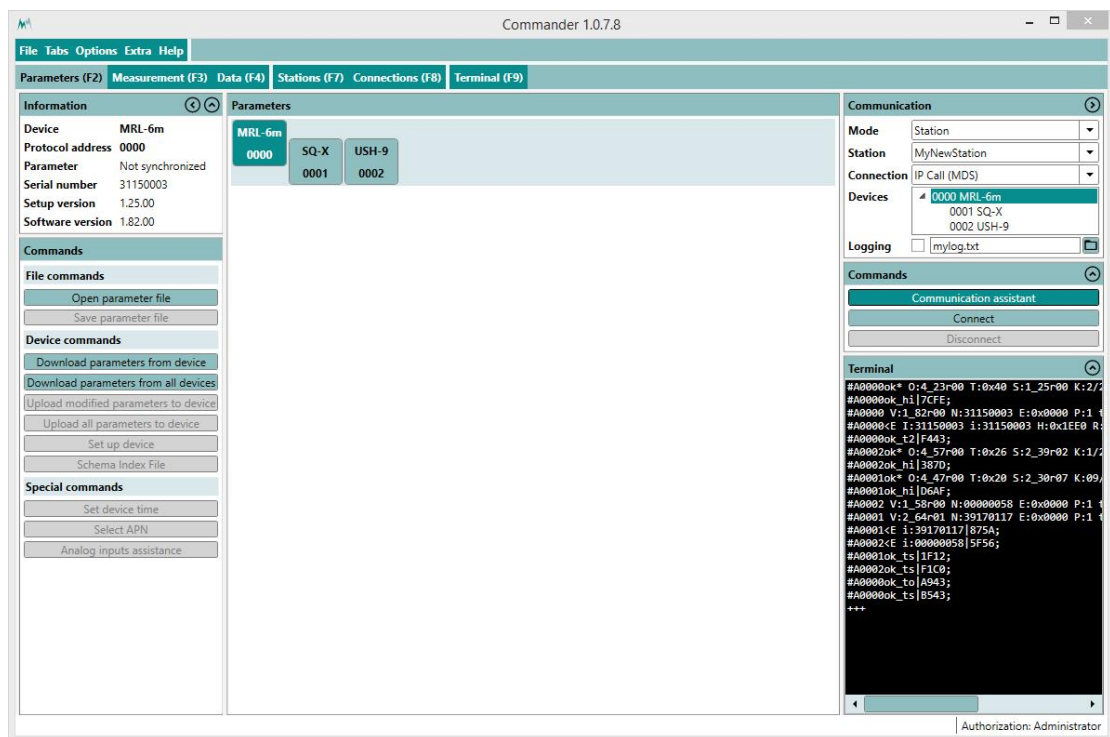 Commander 1.0.7.8
File Tabs Options Extra Help
Parameters (F2) Measurement (F3) Data (F4) Stations (F7) Connections (F8) Terminal (F9)
Information
Device MRL-6m
Protocol address 0000
Parameter Not synchronized
Serial number 31150003
Setup version 1.25.00
Software version 1.82.00
Commands
File commands
Open parameter file
Save parameter file
Device commands
Download parameters from device
Download parameters from all devices
Upload modified parameters to device
Upload all parameters to device
Set up device
Schema Index File
Special commands
Set device time
Select APN
Analog inputs assistance
Parameters
MRL-6m
0000
SQ-X
0001
USH-9
0002
Communication
Mode Station
Station MyNewStation
Connection IP Call (MDS)
Devices 0000 MRL-6m
0001 SQ-X
0002 USH-9
Logging mylog.txt
Commands
Communication assistant
Connect
Disconnect
Terminal
#A0000ok* O:4_23r00 T:0x40 S:1_25r00 K:2/2
#A0000ok_hi|7CFE;
#A0000 V:1_82r00 N:31150003 E:0x0000 P:1 t
#A0000<E I:31150003 i:31150003 H:0x1EE0 R:
#A0000ok_t2|F443;
#A0002ok* O:4_57r00 T:0x26 S:2_39r02 K:1/2
#A0002ok_hi|387D;
#A0001ok* O:4_47r00 T:0x20 S:2_30r07 K:09/
#A0001ok_hi|D6AF;
#A0002 V:1_58r00 N:00000058 E:0x0000 P:1 t
#A0001 V:2_64r01 N:39170117 E:0x0000 P:1 t
#A0001<E i:39170117|875A;
#A0002<E i:00000058|5F56;
#A0001ok_ts|1F12;
#A0002ok_ts|F1C0;
#A0000ok_to|A943;
#A0000ok_ts|B543;
+++
Authorization: Administrator